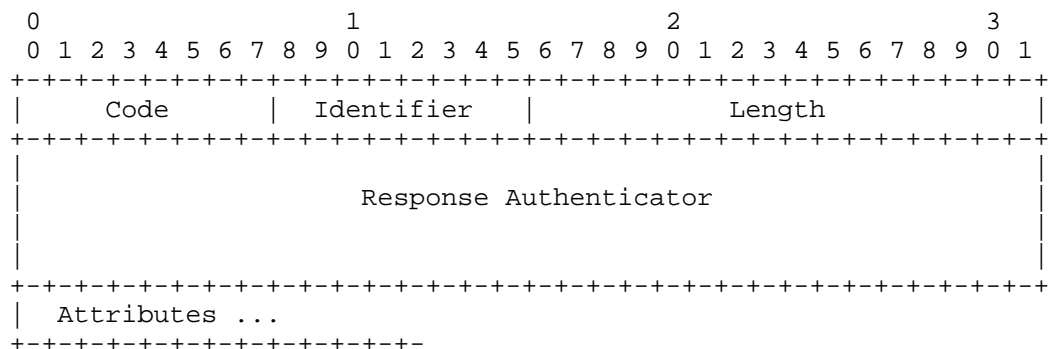 0                   1                   2                   3
 0 1 2 3 4 5 6 7 8 9 0 1 2 3 4 5 6 7 8 9 0 1 2 3 4 5 6 7 8 9 0 1
+-+-+-+-+-+-+-+-+-+-+-+-+-+-+-+-+-+-+-+-+-+-+-+-+-+-+-+-+-+-+-+-+
|     Code      |  Identifier   |            Length             |
+-+-+-+-+-+-+-+-+-+-+-+-+-+-+-+-+-+-+-+-+-+-+-+-+-+-+-+-+-+-+-+-+
|                                                               |
|                     Response Authenticator                    |
|                                                               |
|                                                               |
+-+-+-+-+-+-+-+-+-+-+-+-+-+-+-+-+-+-+-+-+-+-+-+-+-+-+-+-+-+-+-+-+
|  Attributes ...
+-+-+-+-+-+-+-+-+-+-+-+-+-